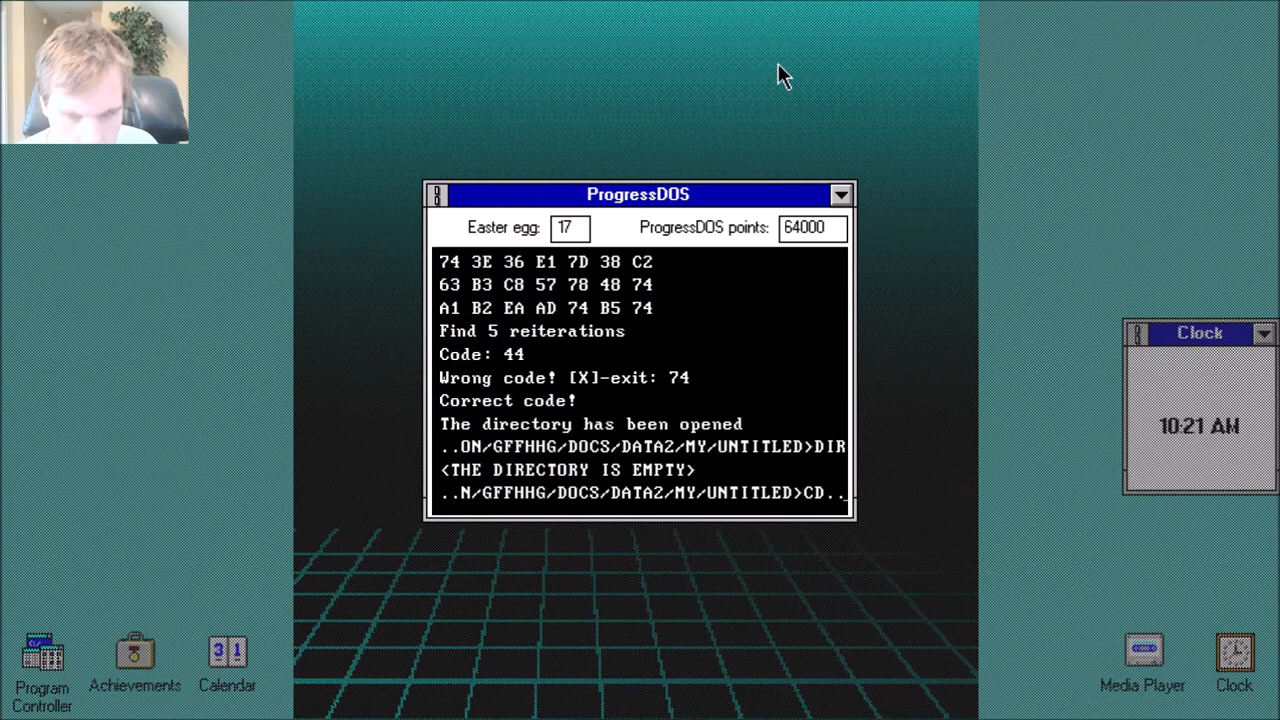 ProgressDOS
Easter egg: 17 ProgressDOS points: 64000
74 3E 36 E1 7D 38 C2
63 B3 C8 57 78 48 74
A1 B2 EA AD 74 B5 74
Find 5 reiterations
Code: 44
Wrong code! [X]-exit: 74
Correct code!
The directory has been opened
..ON/GFFHHG/DOCS/DATA2/MY/UNTITLED>DIR
<THE DIRECTORY IS EMPTY>
..N/GFFHHG/DOCS/DATA2/MY/UNTITLED>CD.._
Clock
10:21 AM
Program Controller
Achievements
31
Calendar
Media Player
Clock